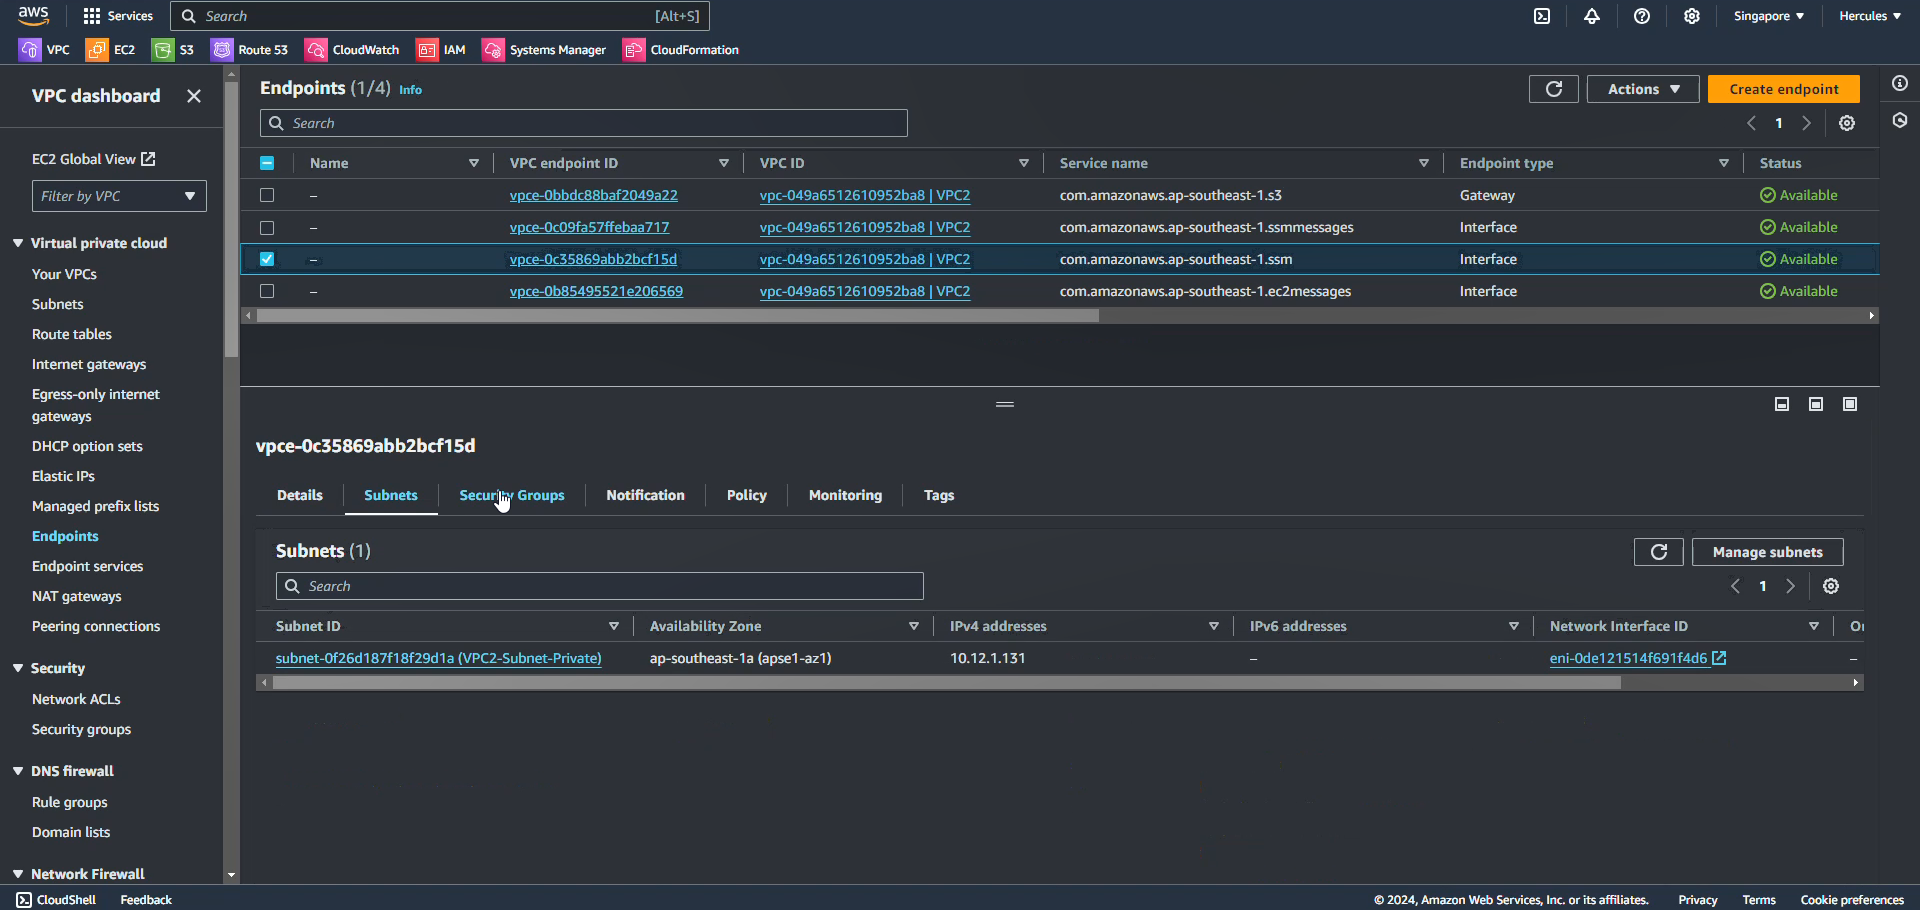 aws Services Search [Alt+S] Singapore Hercules
VPC EC2 S3 Route 53 CloudWatch IAM Systems Manager CloudFormation
VPC dashboard
EC2 Global View
Filter by VPC
Virtual private cloud
Your VPCs
Subnets
Route tables
Internet gateways
Egress-only internet
gateways
DHCP option sets
Elastic IPs
Managed prefix lists
Endpoints
Endpoint services
NAT gateways
Peering connections
Security
Network ACLs
Security groups
DNS firewall
Rule groups
Domain lists
Network Firewall
Endpoints (1/4) Info Actions Create endpoint
Search 1
Name VPC endpoint ID VPC ID Service name Endpoint type Status
– vpce-0bbdc88baf2049a22 vpc-049a6512610952ba8 | VPC2 com.amazonaws.ap-southeast-1.s3 Gateway Available
– vpce-0c09fa57ffebaa717 vpc-049a6512610952ba8 | VPC2 com.amazonaws.ap-southeast-1.ssmmessages Interface Available
– vpce-0c35869abb2bcf15d vpc-049a6512610952ba8 | VPC2 com.amazonaws.ap-southeast-1.ssm Interface Available
– vpce-0b85495521e206569 vpc-049a6512610952ba8 | VPC2 com.amazonaws.ap-southeast-1.ec2messages Interface Available
vpce-0c35869abb2bcf15d
Details Subnets Security Groups Notification Policy Monitoring Tags
Subnets (1) Manage subnets
Search 1
Subnet ID Availability Zone IPv4 addresses IPv6 addresses Network Interface ID
subnet-0f26d187f18f29d1a (VPC2-Subnet-Private) ap-southeast-1a (apse1-az1) 10.12.1.131 – eni-0de121514f691f4d6 –
CloudShell Feedback © 2024, Amazon Web Services, Inc. or its affiliates. Privacy Terms Cookie preferences